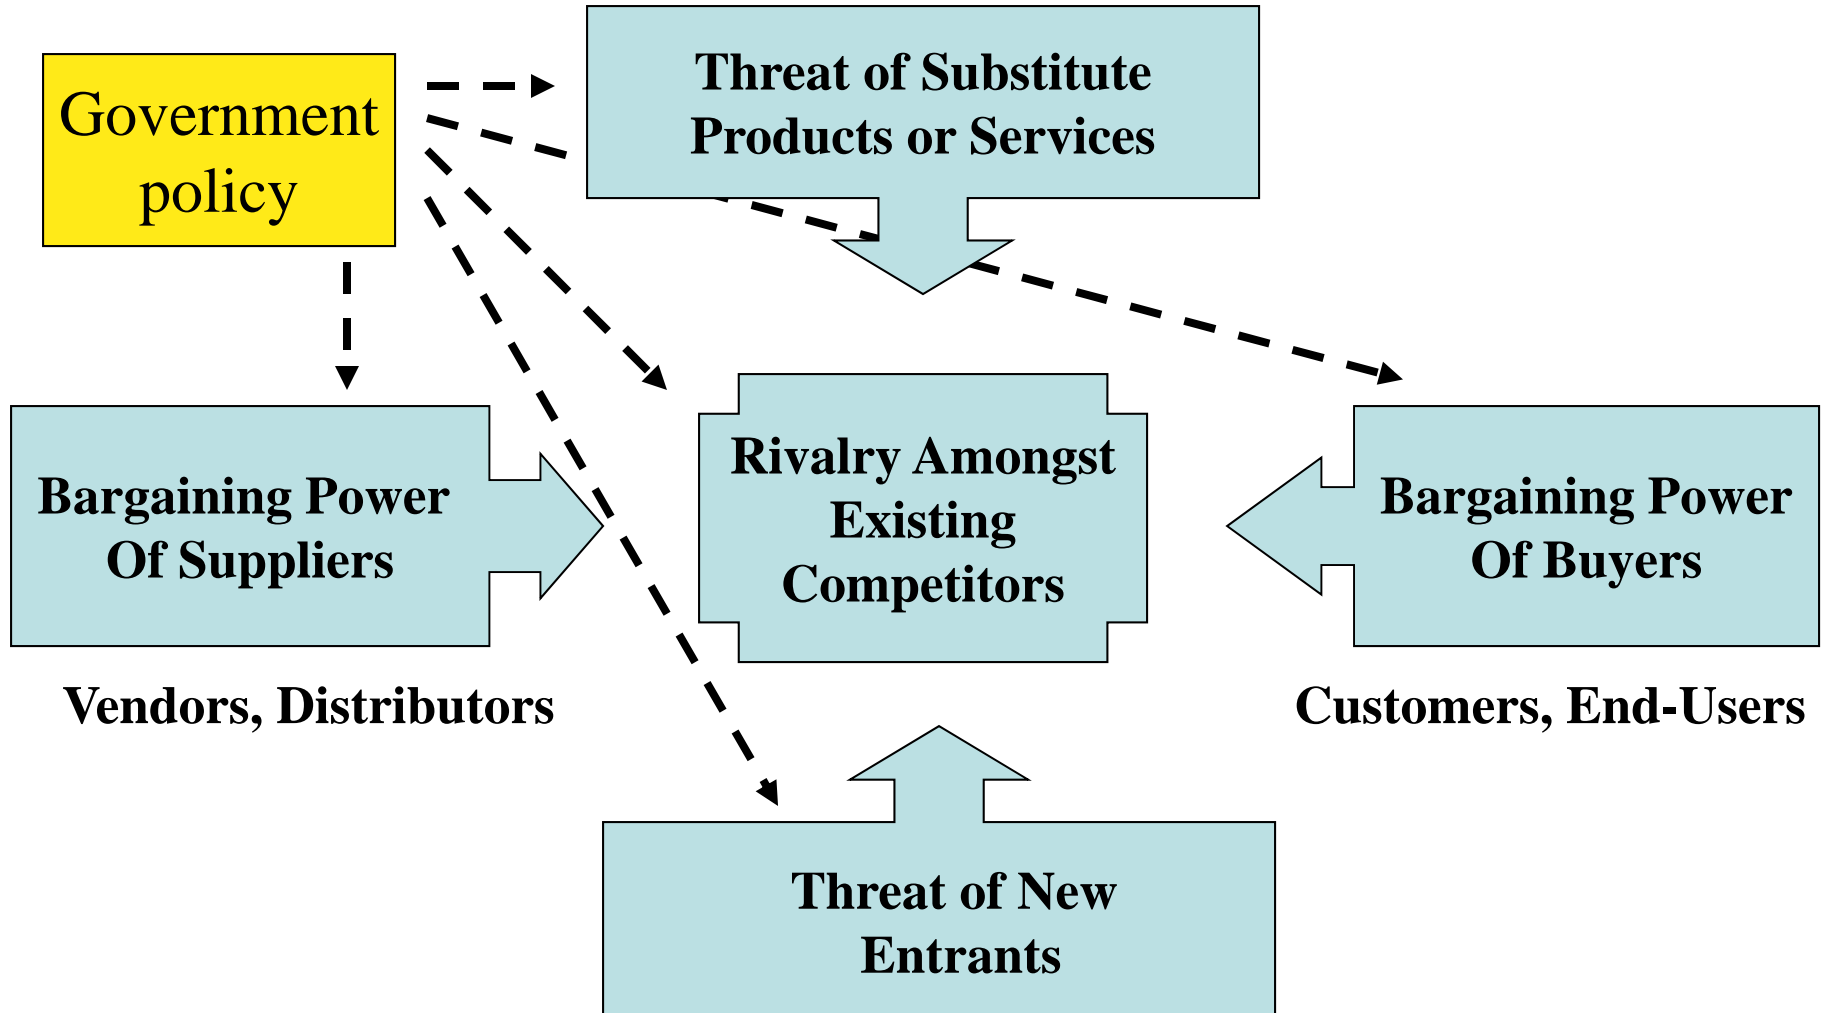 Government
policy
Threat of Substitute
Products or Services
Bargaining Power
Of Suppliers
Rivalry Amongst
Existing
Competitors
Bargaining Power
Of Buyers
Vendors, Distributors
Customers, End-Users
Threat of New
Entrants